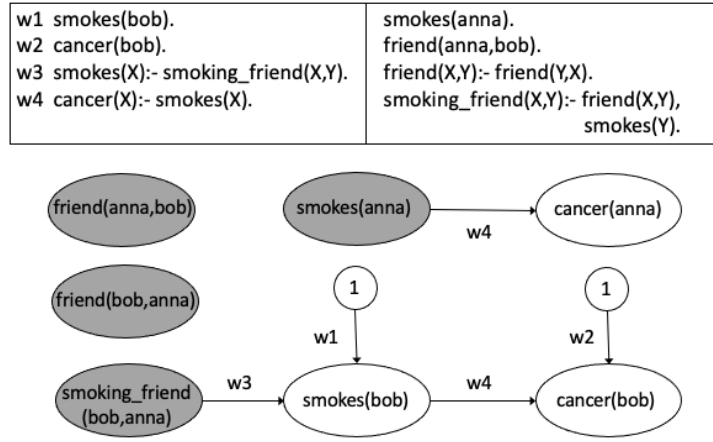 w1 smokes(bob).
w2 cancer(bob).
w3 smokes(X):- smoking_friend(X,Y).
w4 cancer(X):- smokes(X).
smokes(anna).
friend(anna,bob).
friend(X,Y):- friend(Y,X).
smoking_friend(X,Y):- friend(X,Y),
smokes(Y).
friend(anna,bob)
smokes(anna)
w4
cancer(anna)
friend(bob,anna)
1
1
w1
w2
smoking_friend
(bob,anna)
w3
smokes(bob)
w4
cancer(bob)